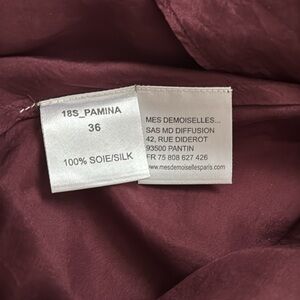 18S_PAMINA
36
100% SOIE/SILK
MES DEMOISELLES...
SAS MD DIFFUSION
42, RUE DIDEROT
93500 PANTIN
FR 75 808 627 426
www.mesdemoisellesparis.com